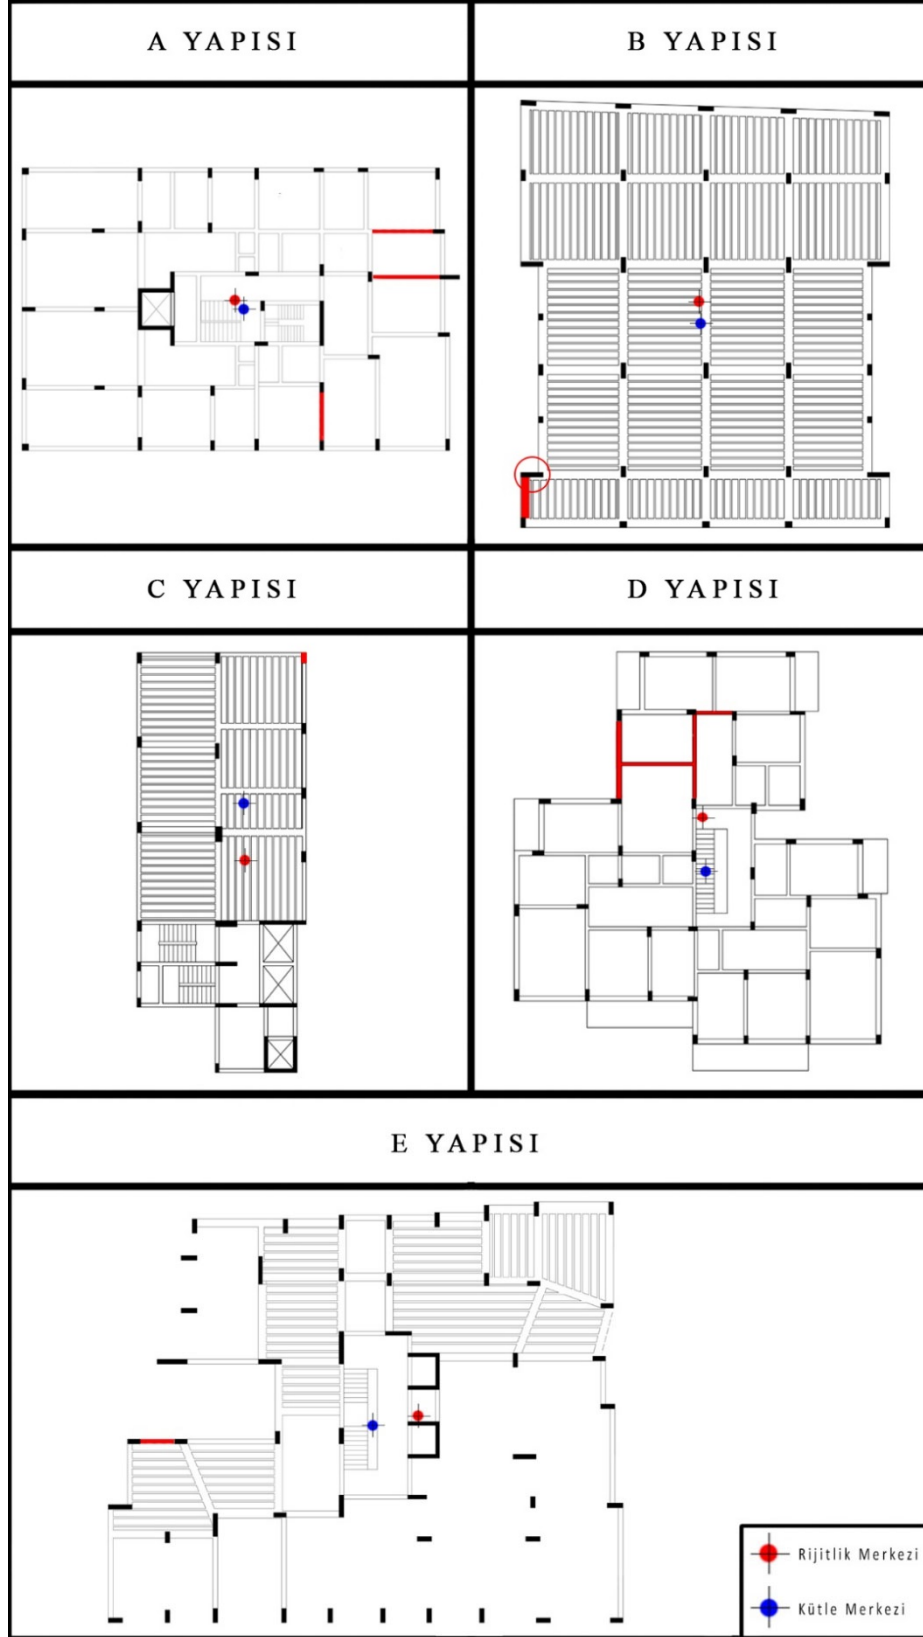 A YAPISI
B YAPISI
C YAPISI
D YAPISI
E YAPISI
Rijitlik Merkezi
Kütle Merkezi